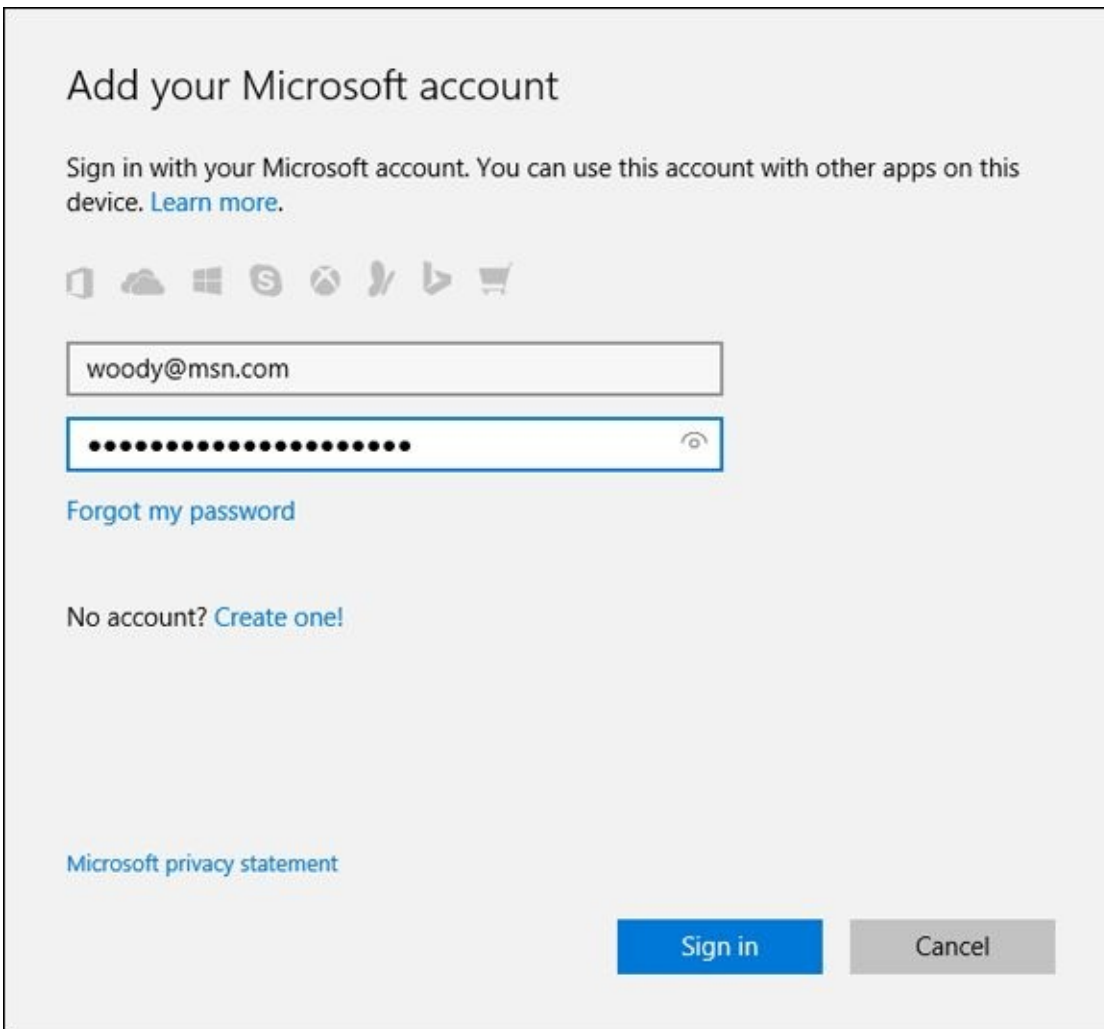 Add your Microsoft account
Sign in with your Microsoft account. You can use this account with other apps on this
device. Learn more.
woody@msn.com
●●●●●●●●●●●●●●●●●●●●●
Forgot my password
No account? Create one!
Microsoft privacy statement
Sign in
Cancel